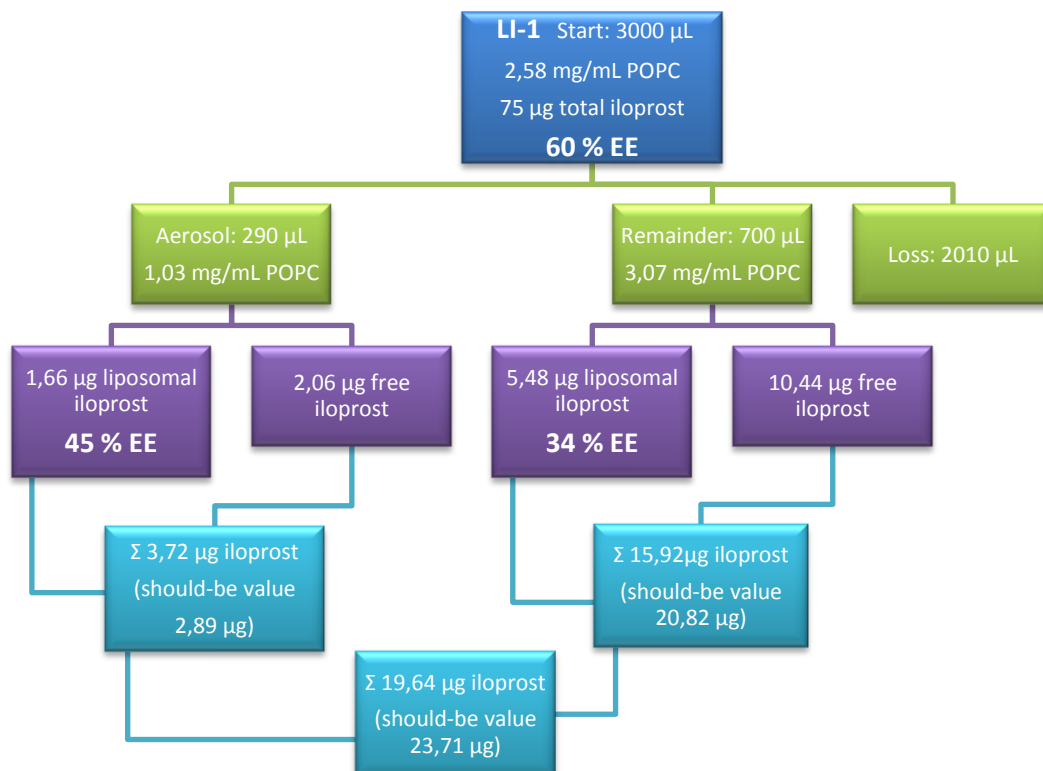 LI-1 Start: 3000 µL
2,58 mg/mL POPC
75 µg total iloprost
60 % EE
Aerosol: 290 µL
1,03 mg/mL POPC
Remainder: 700 µL
3,07 mg/mL POPC
Loss: 2010 µL
1,66 µg liposomal
iloprost
45 % EE
2,06 µg free
iloprost
5,48 µg liposomal
iloprost
34 % EE
10,44 µg free
iloprost
Σ 3,72 µg iloprost
(should-be value
2,89 µg)
Σ 15,92µg iloprost
(should-be value
20,82 µg)
Σ 19,64 µg iloprost
(should-be value
23,71 µg)